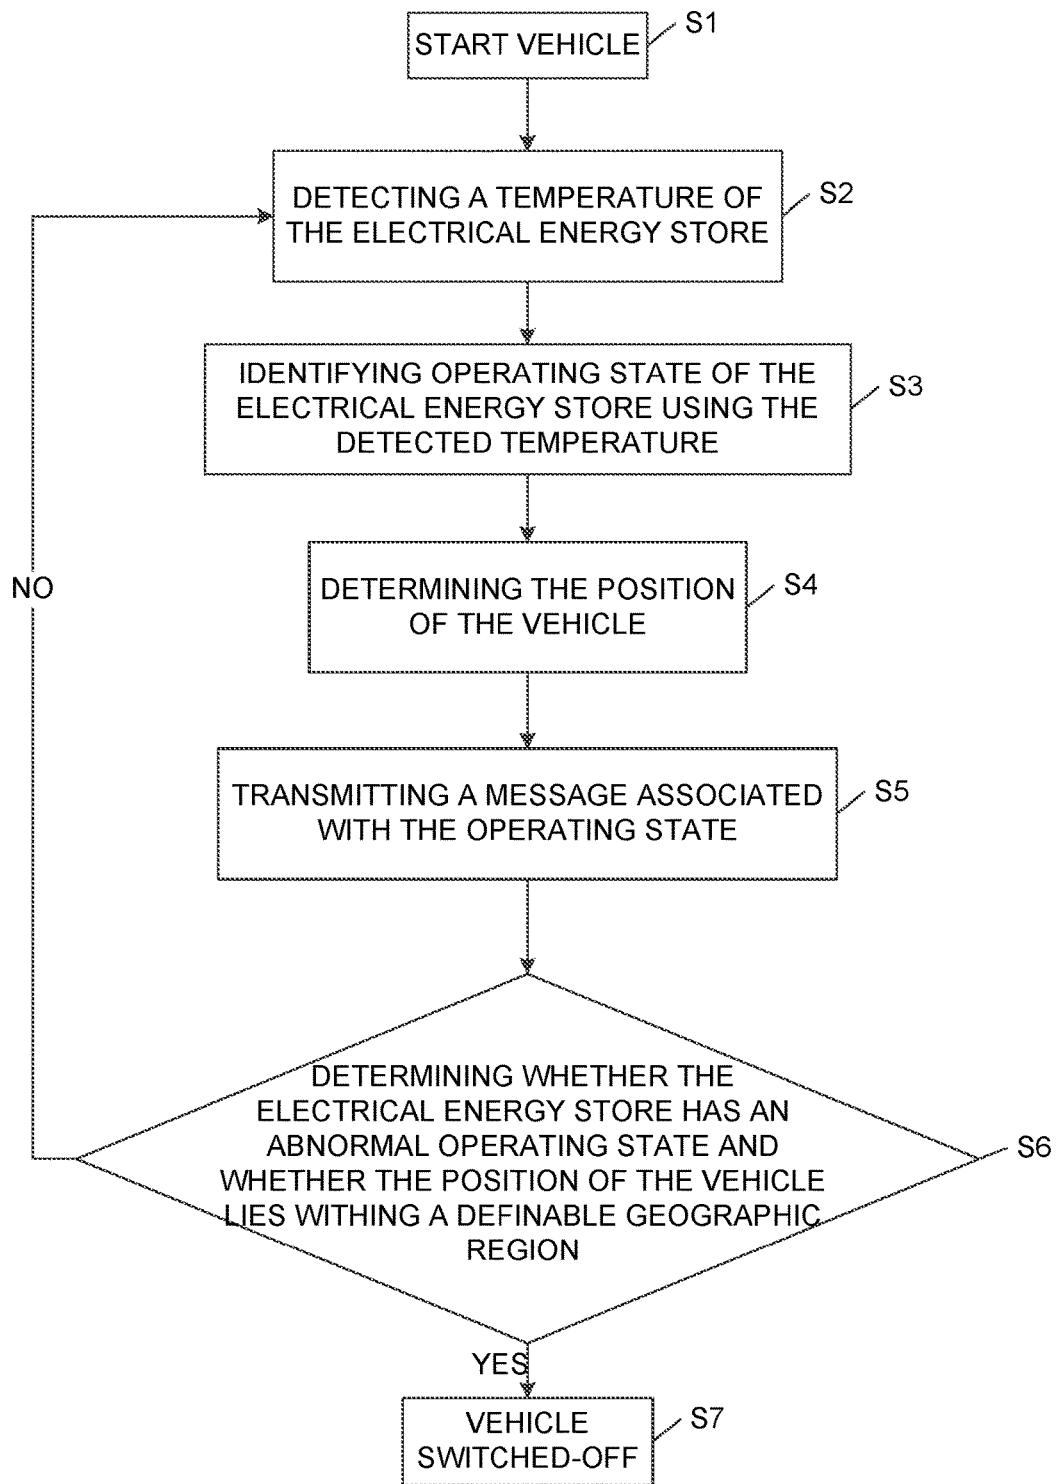 START VEHICLE
S1
DETECTING A TEMPERATURE OF
THE ELECTRICAL ENERGY STORE
S2
IDENTIFYING OPERATING STATE OF THE
ELECTRICAL ENERGY STORE USING THE
DETECTED TEMPERATURE
S3
NO
DETERMINING THE POSITION
OF THE VEHICLE
S4
TRANSMITTING A MESSAGE ASSOCIATED
WITH THE OPERATING STATE
S5
DETERMINING WHETHER THE
ELECTRICAL ENERGY STORE HAS AN
ABNORMAL OPERATING STATE AND
WHETHER THE POSITION OF THE VEHICLE
LIES WITHING A DEFINABLE GEOGRAPHIC
REGION
S6
YES
VEHICLE
SWITCHED-OFF
S7